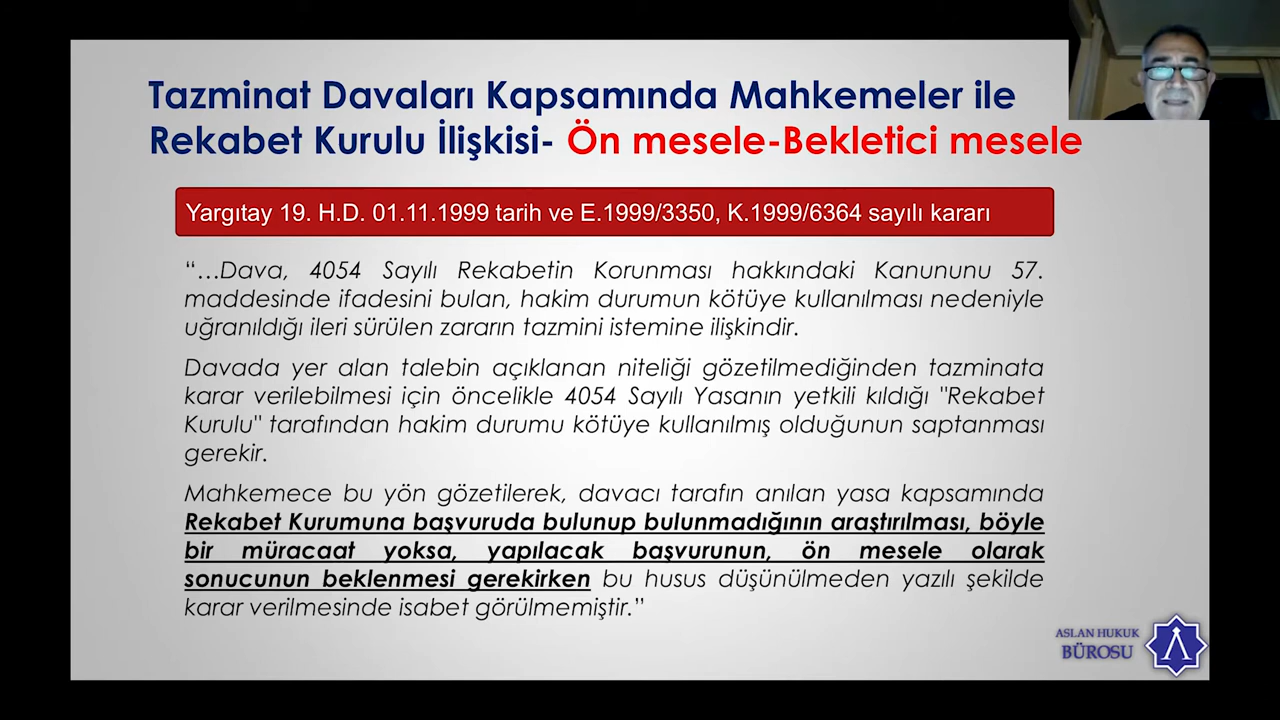 Tazminat Davaları Kapsamında Mahkemeler ile
Rekabet Kurulu İlişkisi- Ön mesele-Bekletici mesele
Yargıtay 19. H.D. 01.11.1999 tarih ve E.1999/3350, K.1999/6364 sayılı kararı
“…Dava, 4054 Sayılı Rekabetin Korunması hakkındaki Kanununu 57.
maddesinde ifadesini bulan, hakim durumun kötüye kullanılması nedeniyle
uğranıldığı ileri sürülen zararın tazmini istemine ilişkindir.
Davada yer alan talebin açıklanan niteliği gözetilmediğinden tazminata
karar verilebilmesi için öncelikle 4054 Sayılı Yasanın yetkili kıldığı "Rekabet
Kurulu" tarafından hakim durumu kötüye kullanılmış olduğunun saptanması
gerekir.
Mahkemece bu yön gözetilerek, davacı tarafın anılan yasa kapsamında
Rekabet Kurumuna başvuruda bulunup bulunmadığının araştırılması, böyle
bir müracaat yoksa, yapılacak başvurunun, ön mesele olarak
sonucunun beklenmesi gerekirken bu husus düşünülmeden yazılı şekilde
karar verilmesinde isabet görülmemiştir.”
ASLAN HUKUK
BÜROSU